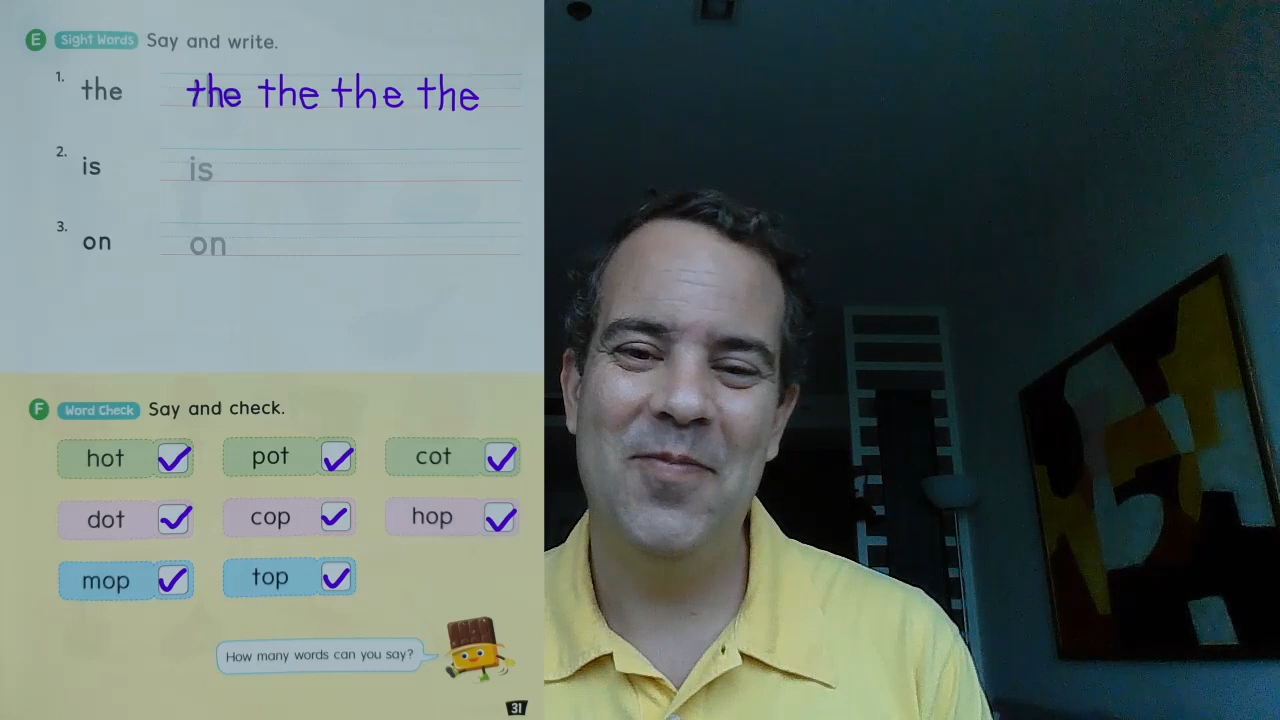 E Sight Words Say and write.
1. the the the the the
2. is is
3. on on
F Word Check Say and check.
hot pot cot
dot cop hop
mop top
How many words can you say?
31